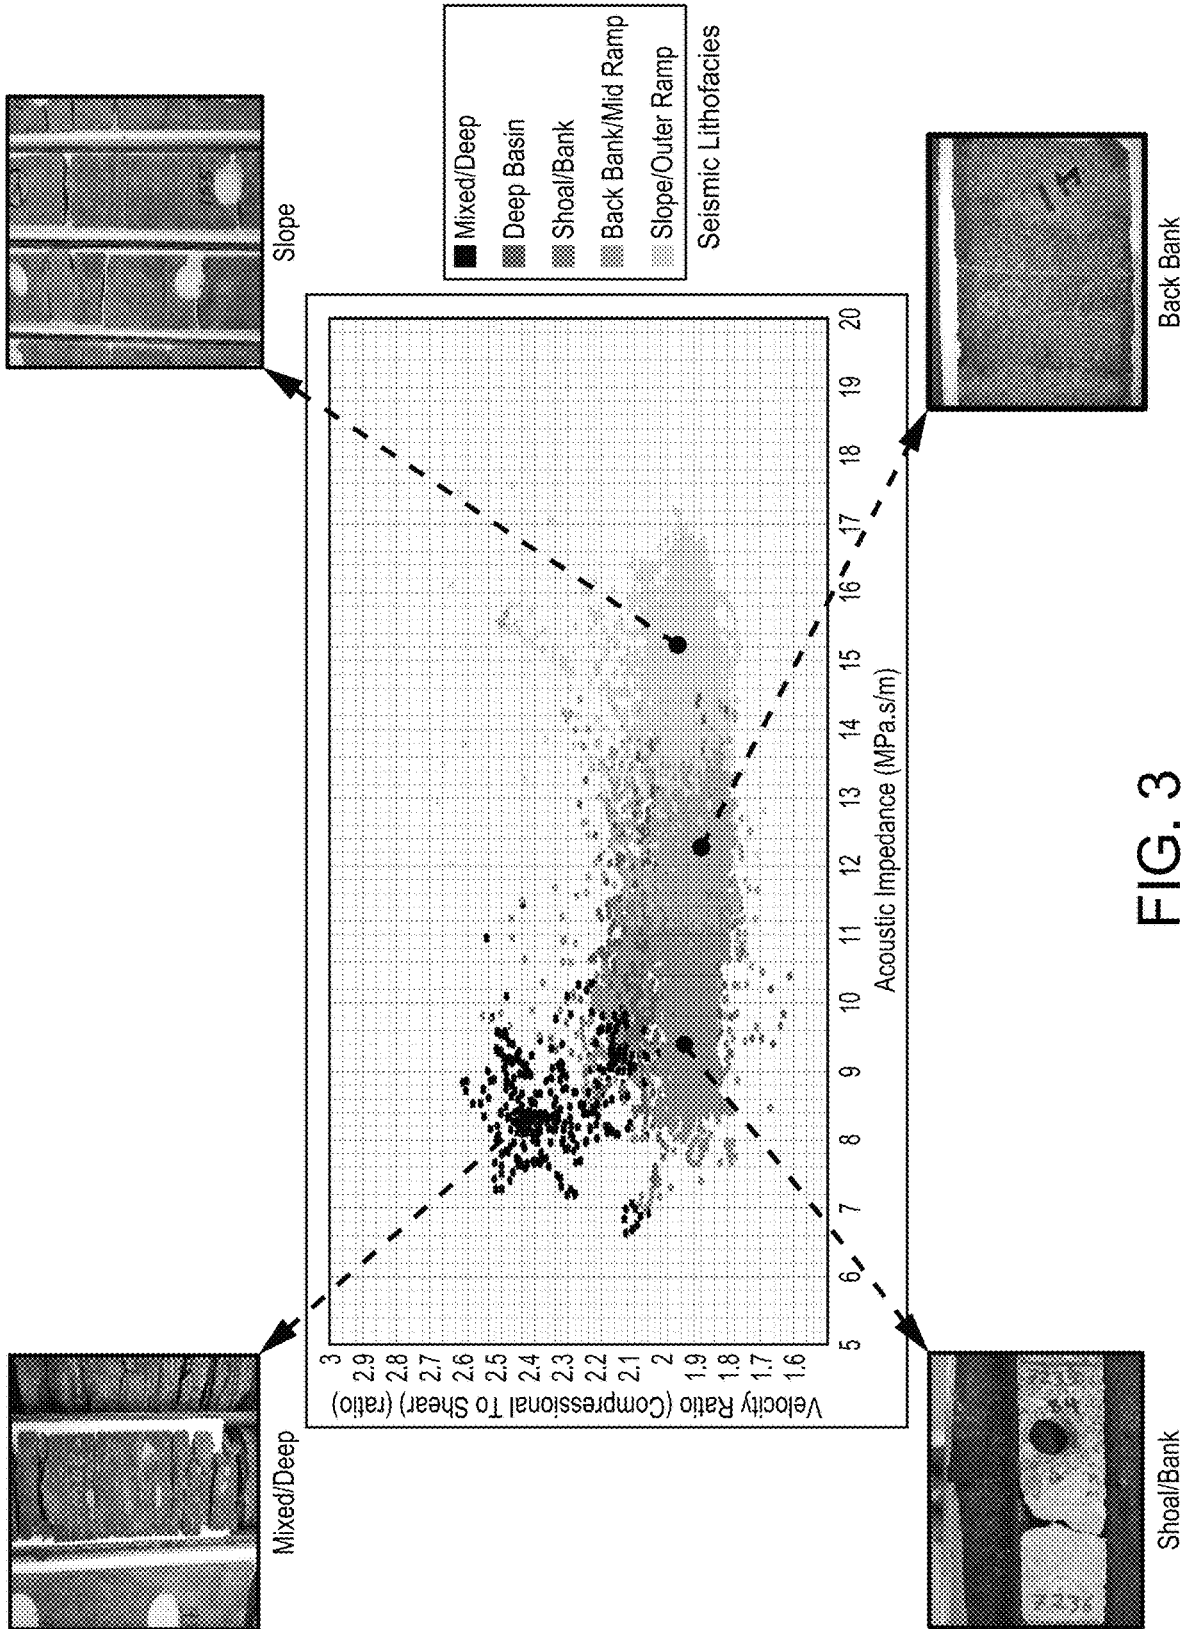 Mixed/Deep
Slope
3
2.9
2.8
2.7
2.6
2.5
2.4
2.3
2.2
2.1
2
1.9
1.8
1.7
1.6
Velocity Ratio (Compressional To Shear) (ratio)
5 6 7 8 9 10 11 12 13 14 15 16 17 18 19 20
Acoustic Impedance (MPa.s/m)
Mixed/Deep
Deep Basin
Shoal/Bank
Back Bank/Mid Ramp
Slope/Outer Ramp
Seismic Lithofacies
Shoal/Bank
Back Bank
FIG. 3